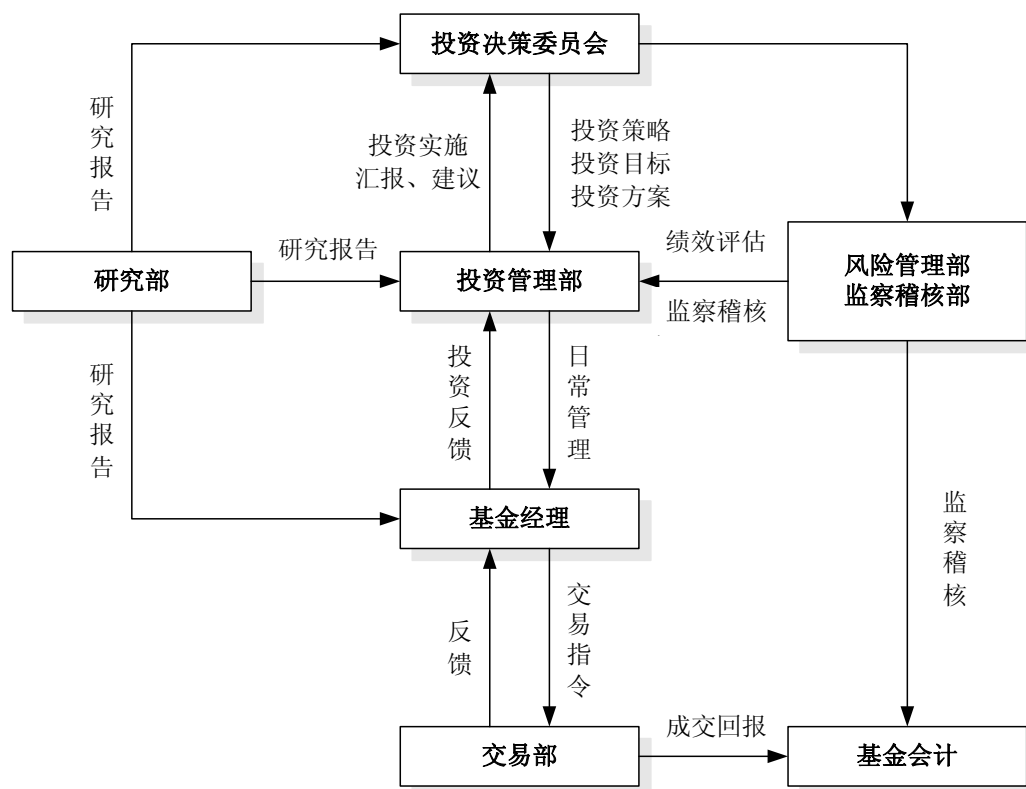 投资决策委员会
研究报告
投资实施
汇报、建议
投资策略
投资目标
投资方案
研究部
研究报告
投资管理部
绩效评估
监察稽核
风险管理部
监察稽核部
研究报告
投资反馈
日常管理
基金经理
监察稽核
反馈
交易指令
交易部
成交回报
基金会计